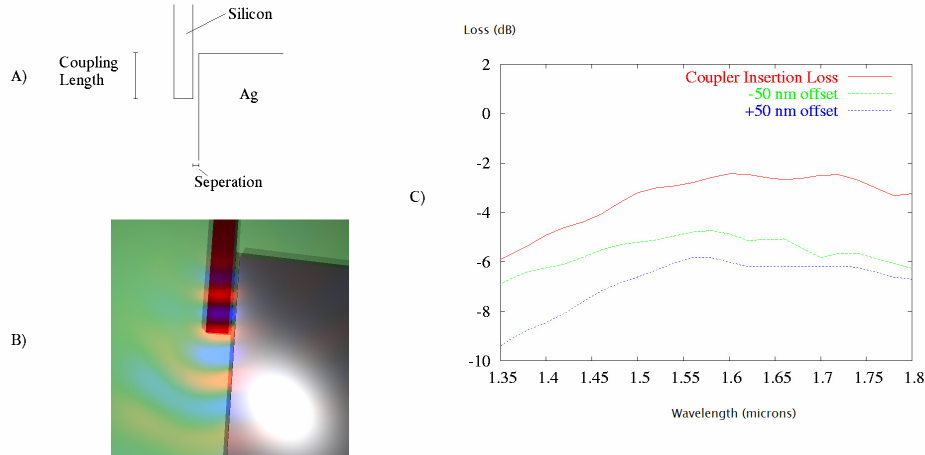 Silicon
A)
Coupling
Length
Ag
Seperation
B)
C)
Loss (dB)
Coupler Insertion Loss
-50 nm offset
+50 nm offset
2
0
-2
-4
-6
-8
-10
1.35 1.4 1.45 1.5 1.55 1.6 1.65 1.7 1.75 1.8
Wavelength (microns)